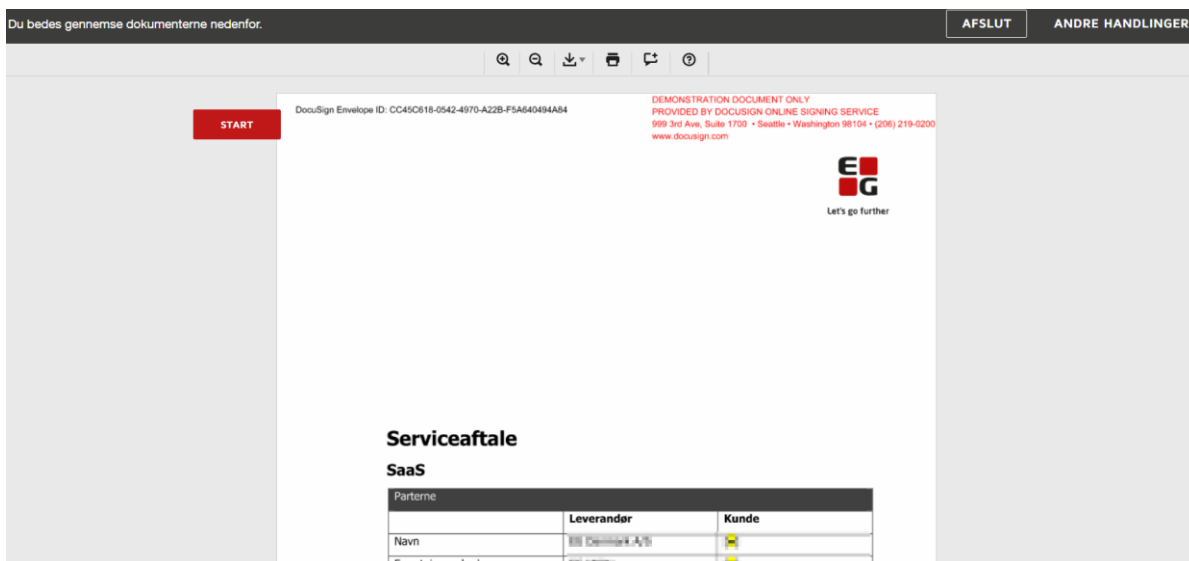 Du bedes gennemse dokumenterne nedenfor.
AFSLUT
ANDRE HANDLINGER
START
DocuSign Envelope ID: CC45C618-0542-4970-A22B-F5A640494A84
DEMONSTRATION DOCUMENT ONLY
PROVIDED BY DOCUSIGN ONLINE SIGNING SERVICE
999 3rd Ave, Suite 1700 • Seattle • Washington 98104 • (206) 219-0200
www.docusign.com
E
G
Let's go further
Serviceaftale
SaaS
Parterne
Leverandør Kunde
Navn